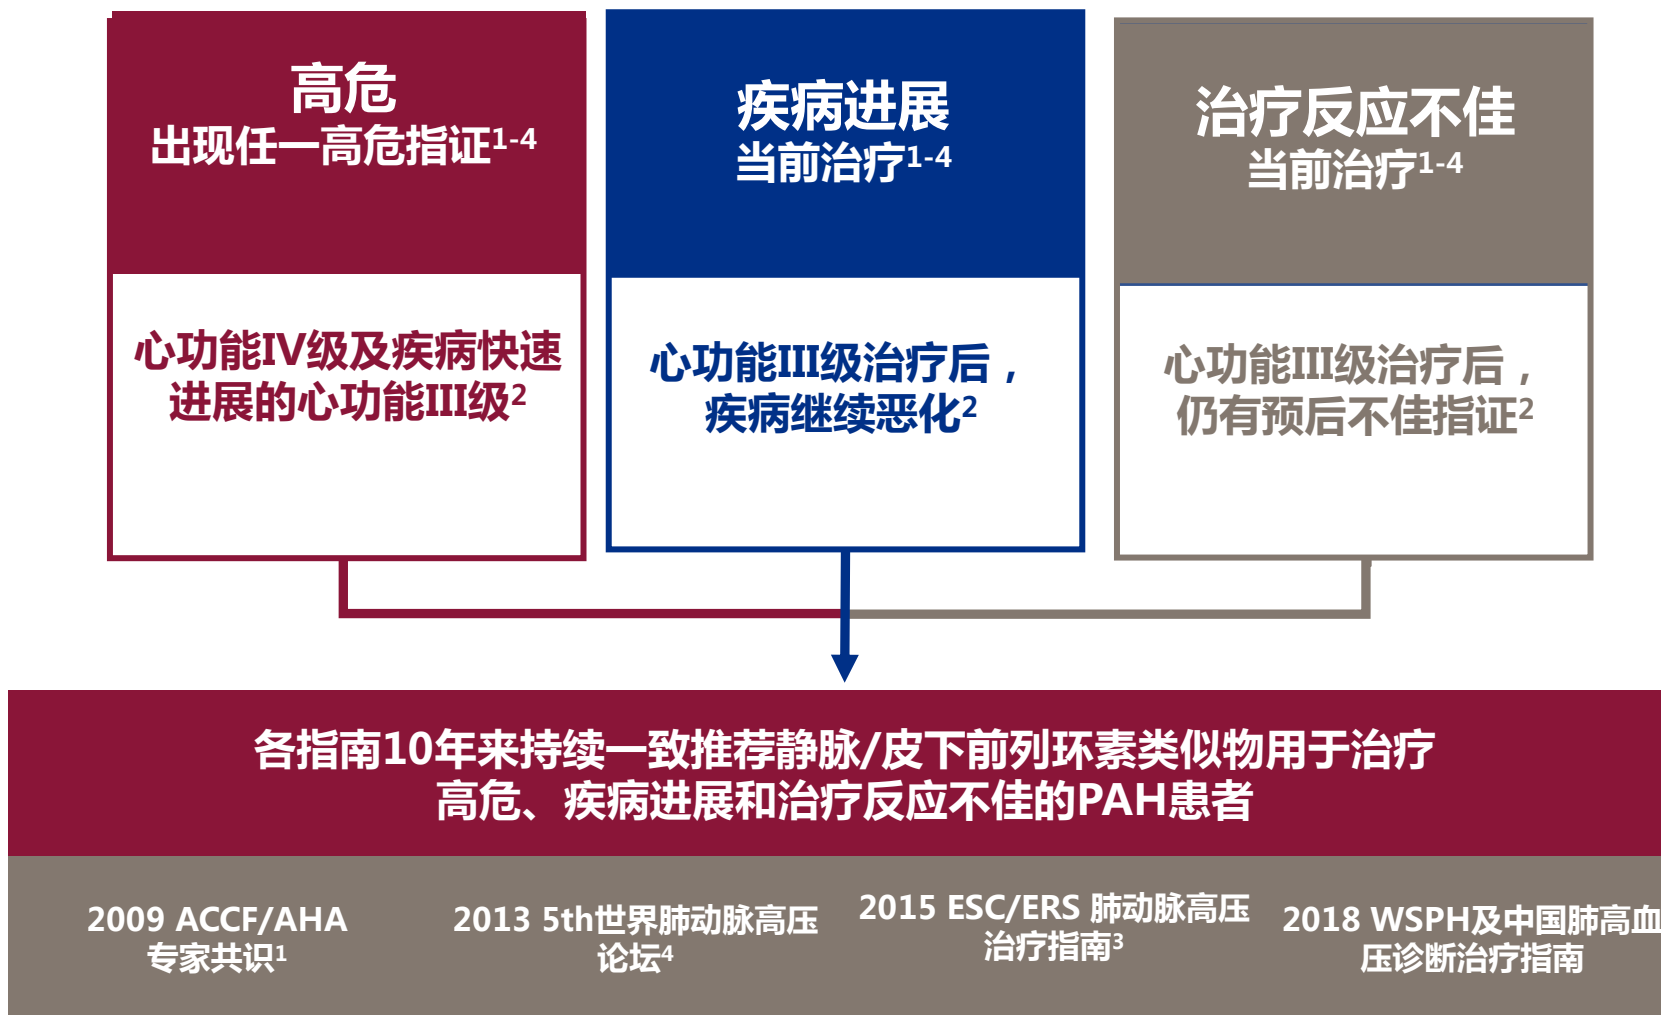 高危
出现任一高危指证1-4
心功能IV级及疾病快速
进展的心功能III级2
疾病进展
当前治疗1-4
心功能III级治疗后，
疾病继续恶化2
治疗反应不佳
当前治疗1-4
心功能III级治疗后，
仍有预后不佳指证2
各指南10年来持续一致推荐静脉/皮下前列环素类似物用于治疗
高危、疾病进展和治疗反应不佳的PAH患者
2009 ACCF/AHA
专家共识1
2013 5th世界肺动脉高压
论坛4
2015 ESC/ERS 肺动脉高压
治疗指南3
2018 WSPH及中国肺高血
压诊断治疗指南